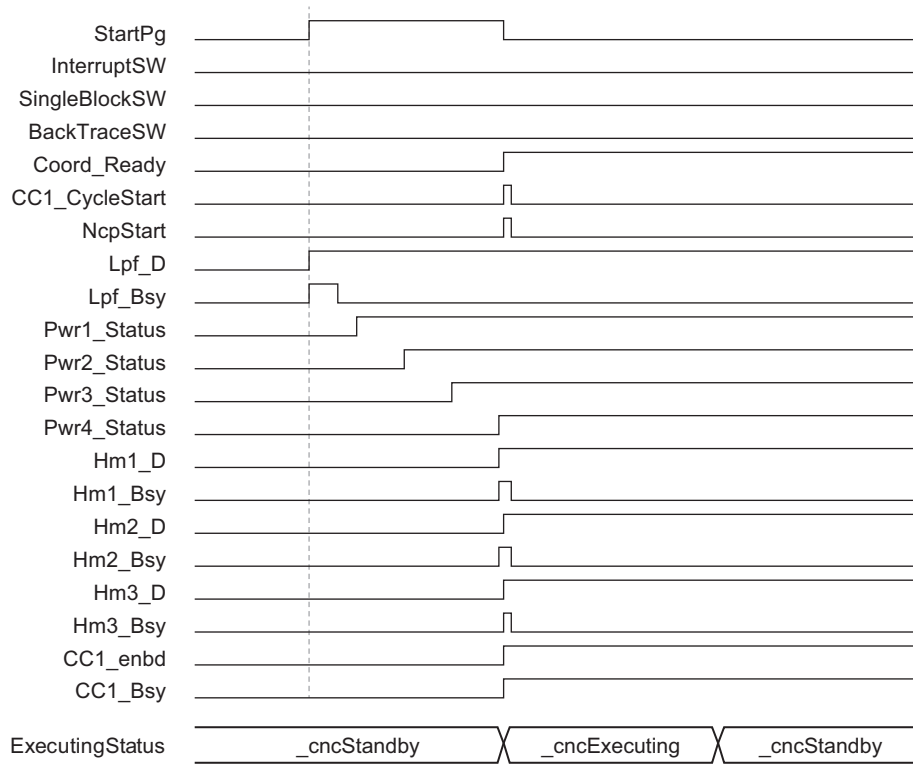 StartPg
InterruptSW
SingleBlockSW
BackTraceSW
Coord_Ready
CC1_CycleStart
NcpStart
Lpf_D
Lpf_Bsy
Pwr1_Status
Pwr2_Status
Pwr3_Status
Pwr4_Status
Hm1_D
Hm1_Bsy
Hm2_D
Hm2_Bsy
Hm3_D
Hm3_Bsy
CC1_enbd
CC1_Bsy
ExecutingStatus _cncStandby _cncExecuting _cncStandby